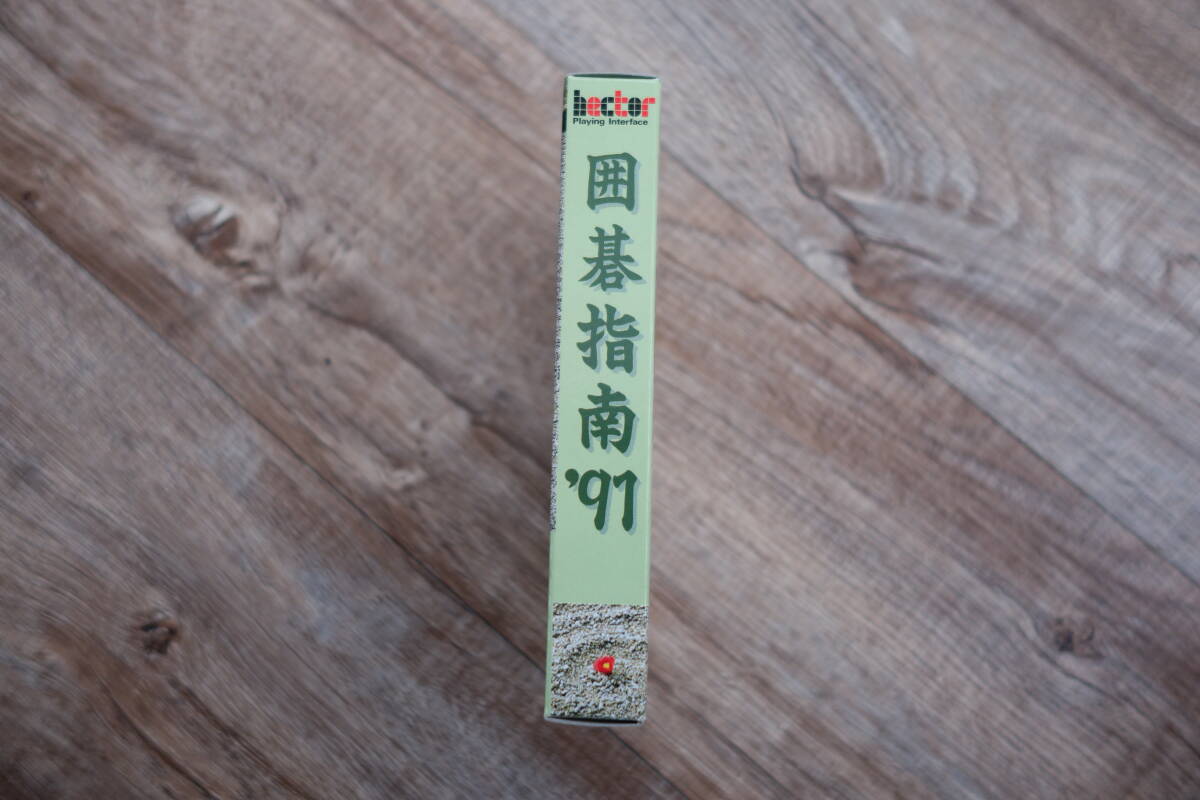 hector
Playing Interface
囲碁指南'91